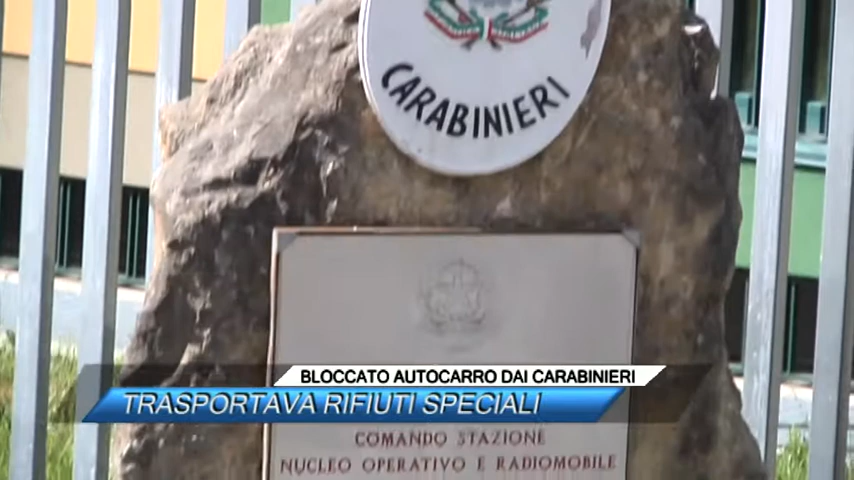 CARABINIERI
BLOCCATO AUTOCARRO DAI CARABINIERI
TRASPORTAVA RIFIUTI SPECIALI
COMANDO STAZIONE
NUCLEO OPERATIVO E RADIOMOBILE